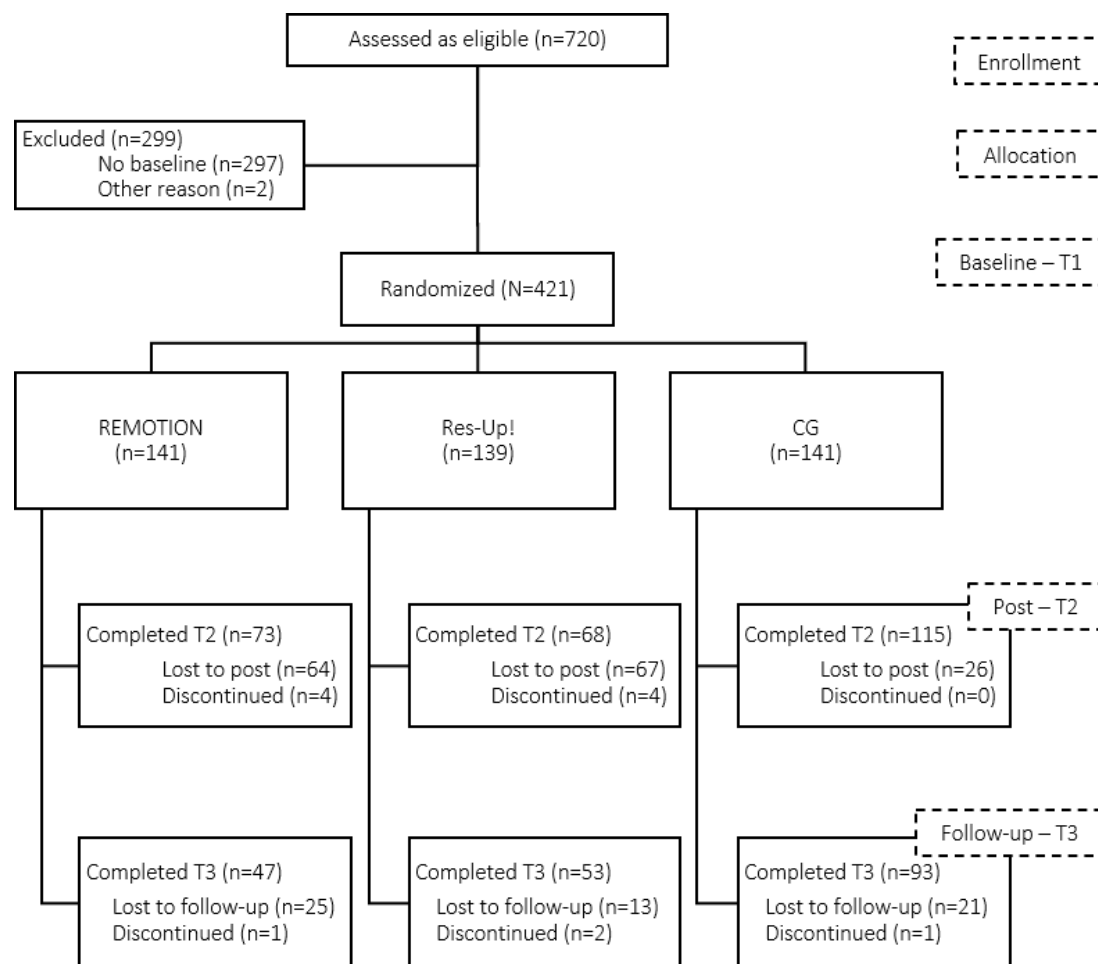 Assessed as eligible (n=720)
Enrollment
Excluded (n=299)
No baseline (n=297)
Other reason (n=2)
Allocation
Baseline – T1
Randomized (N=421)
REMOTION
(n=141)
Res-Up!
(n=139)
CG
(n=141)
Post – T2
Completed T2 (n=73)
Lost to post (n=64)
Discontinued (n=4)
Completed T2 (n=68)
Lost to post (n=67)
Discontinued (n=4)
Completed T2 (n=115)
Lost to post (n=26)
Discontinued (n=0)
Follow-up – T3
Completed T3 (n=47)
Lost to follow-up (n=25)
Discontinued (n=1)
Completed T3 (n=53)
Lost to follow-up (n=13)
Discontinued (n=2)
Completed T3 (n=93)
Lost to follow-up (n=21)
Discontinued (n=1)